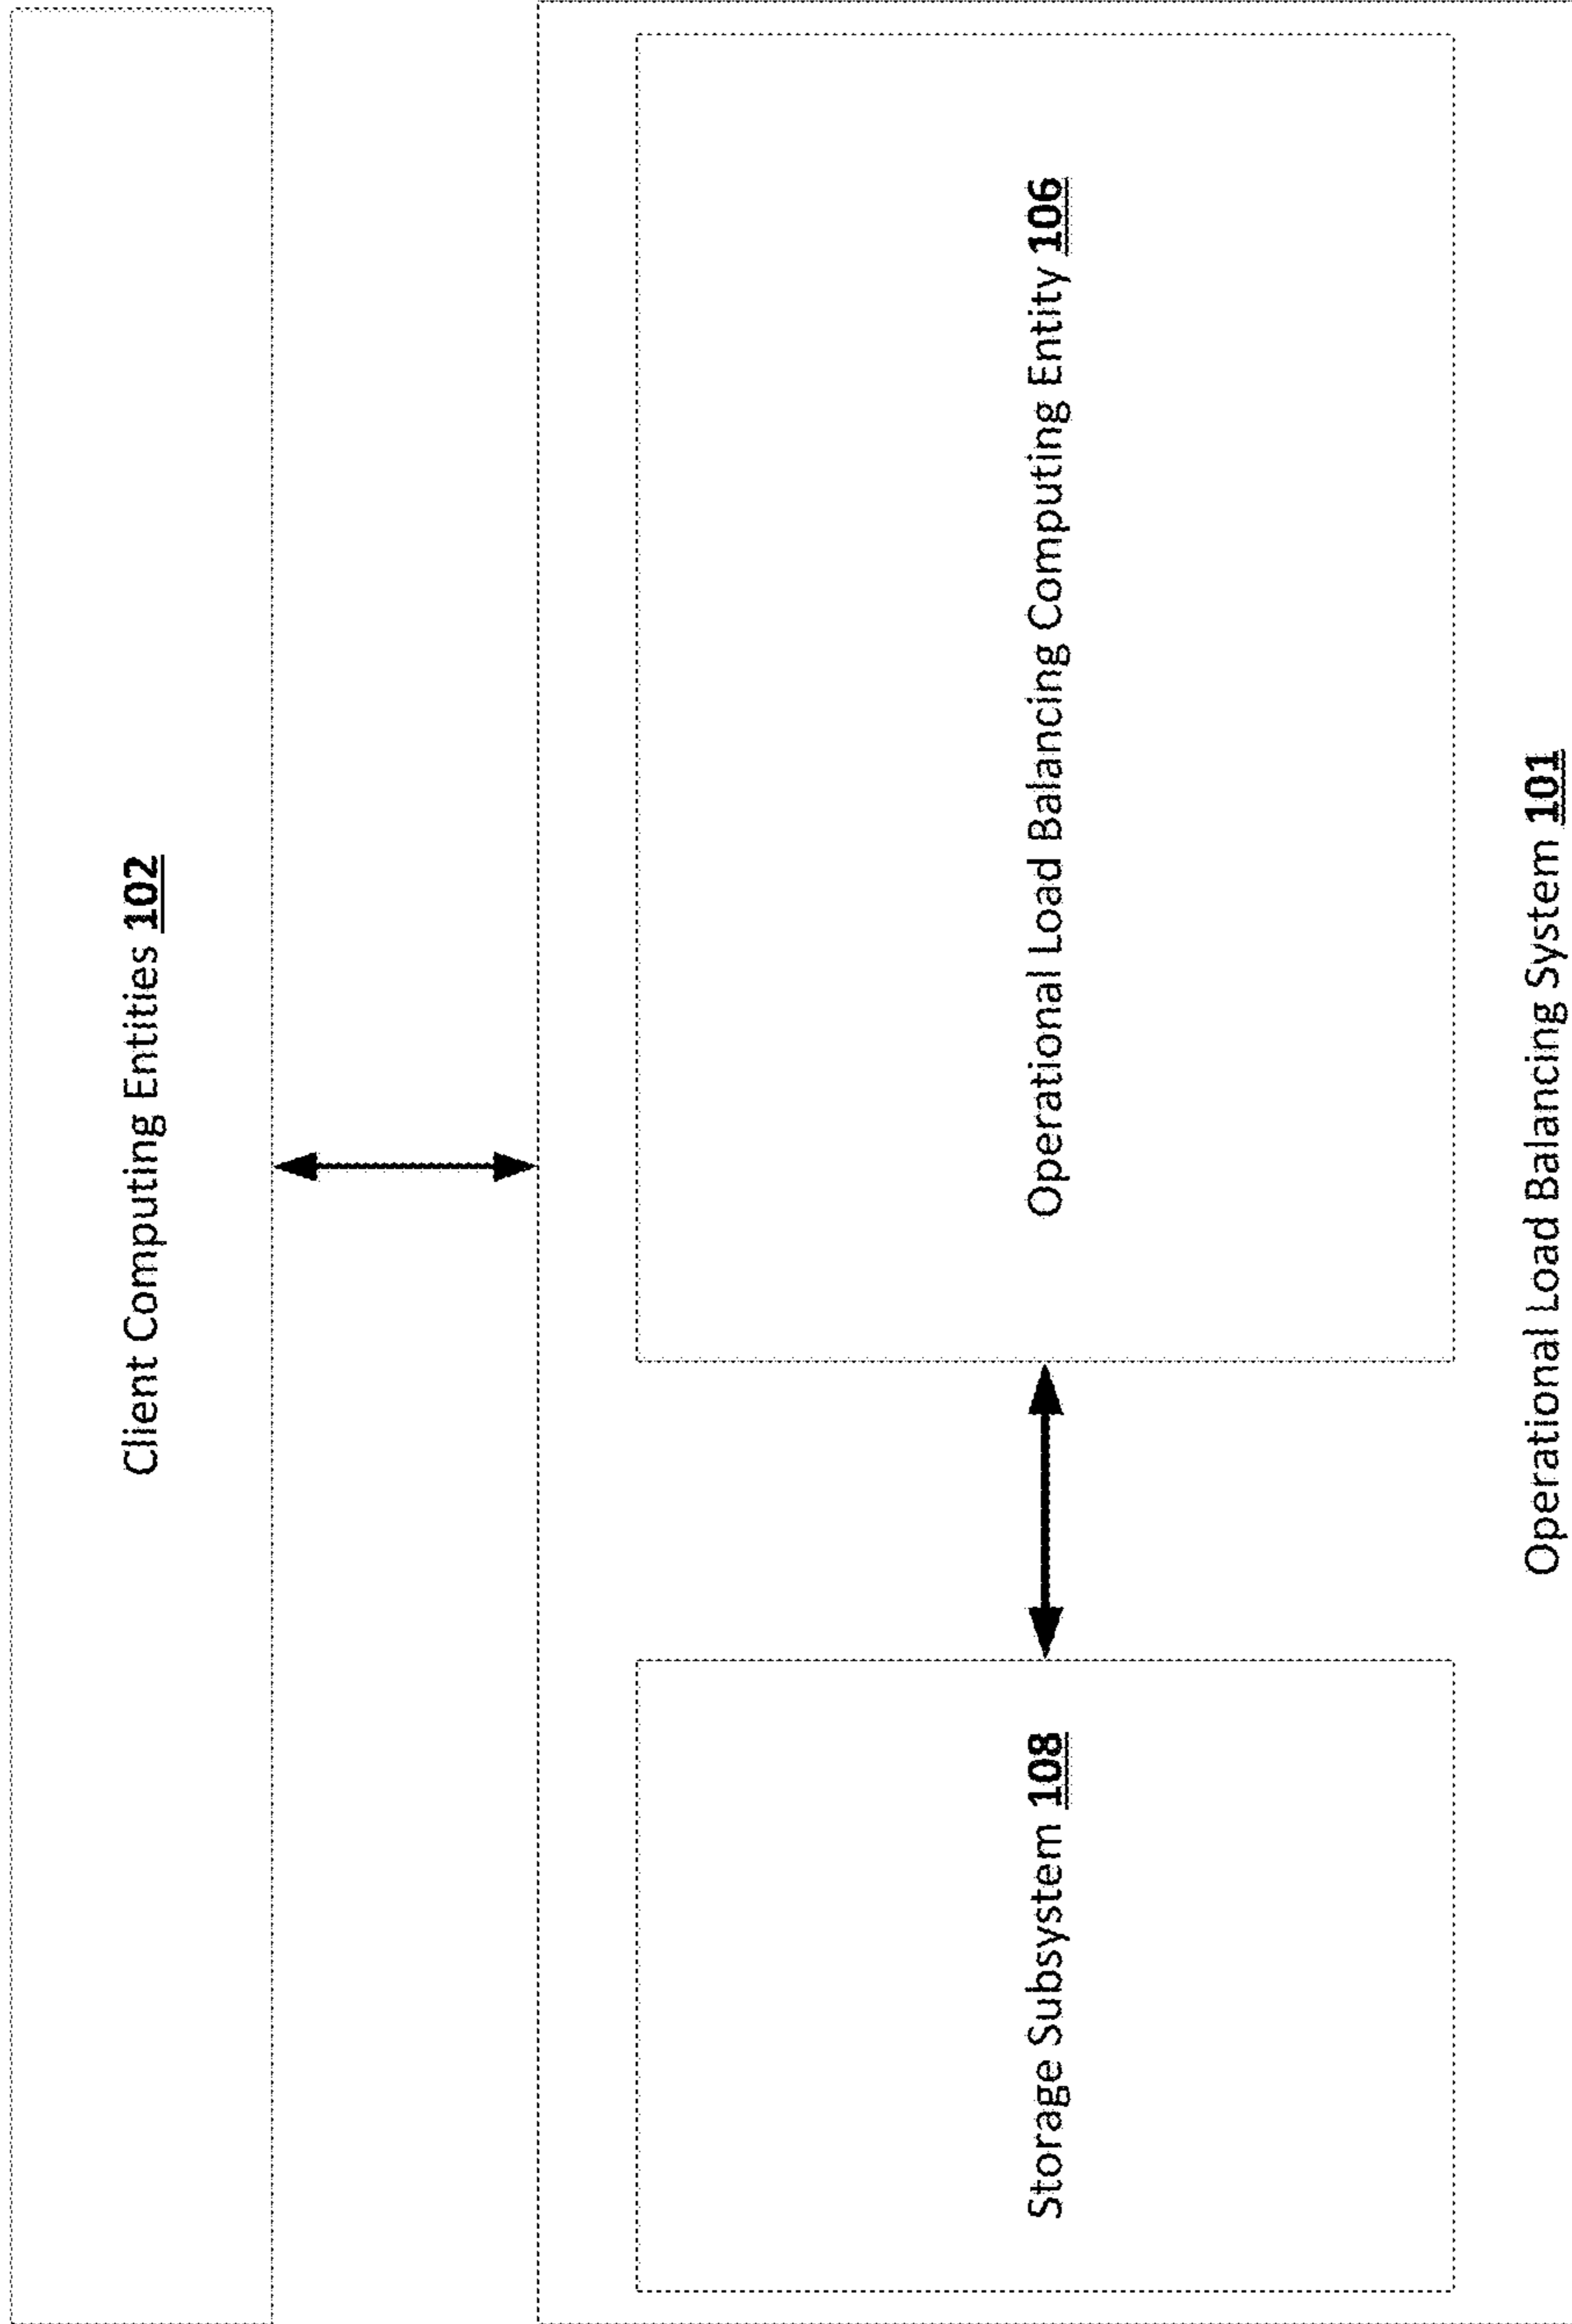 Client Computing Entities 102
Storage Subsystem 108
Operational Load Balancing Computing Entity 106
Operational Load Balancing System 101